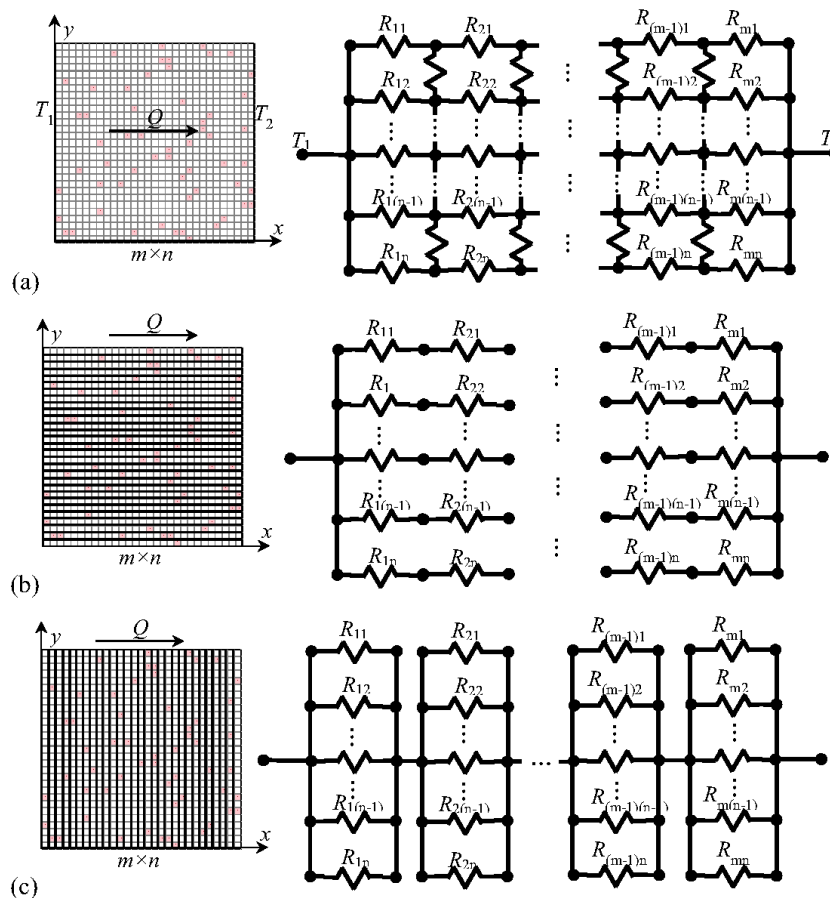 y
R11 R21 R(m-1)1 Rm1
T1 Q T2
R12 R22 R(m-1)2 Rm2
T1 T
R1(n-1) R2(n-1) R(m-1)(n-1) Rm(n-1)
x
m×n
R1n R2n R(m-1)n Rmn
(a)
y Q
R11 R21 R(m-1)1 Rm1
R1 R22 R(m-1)2 Rm2
R1(n-1) R2(n-1) R(m-1)(n-1) Rm(n-1)
x
m×n
R1n R2n R(m-1)n Rmn
(b)
y Q
R11 R21 R(m-1)1 Rm1
R12 R22 R(m-1)2 Rm2
R1(n-1) R2(n-1) R(m-1)(n-1) Rm(n-1)
x
m×n
R1n R2n R(m-1)n Rmn
(c)